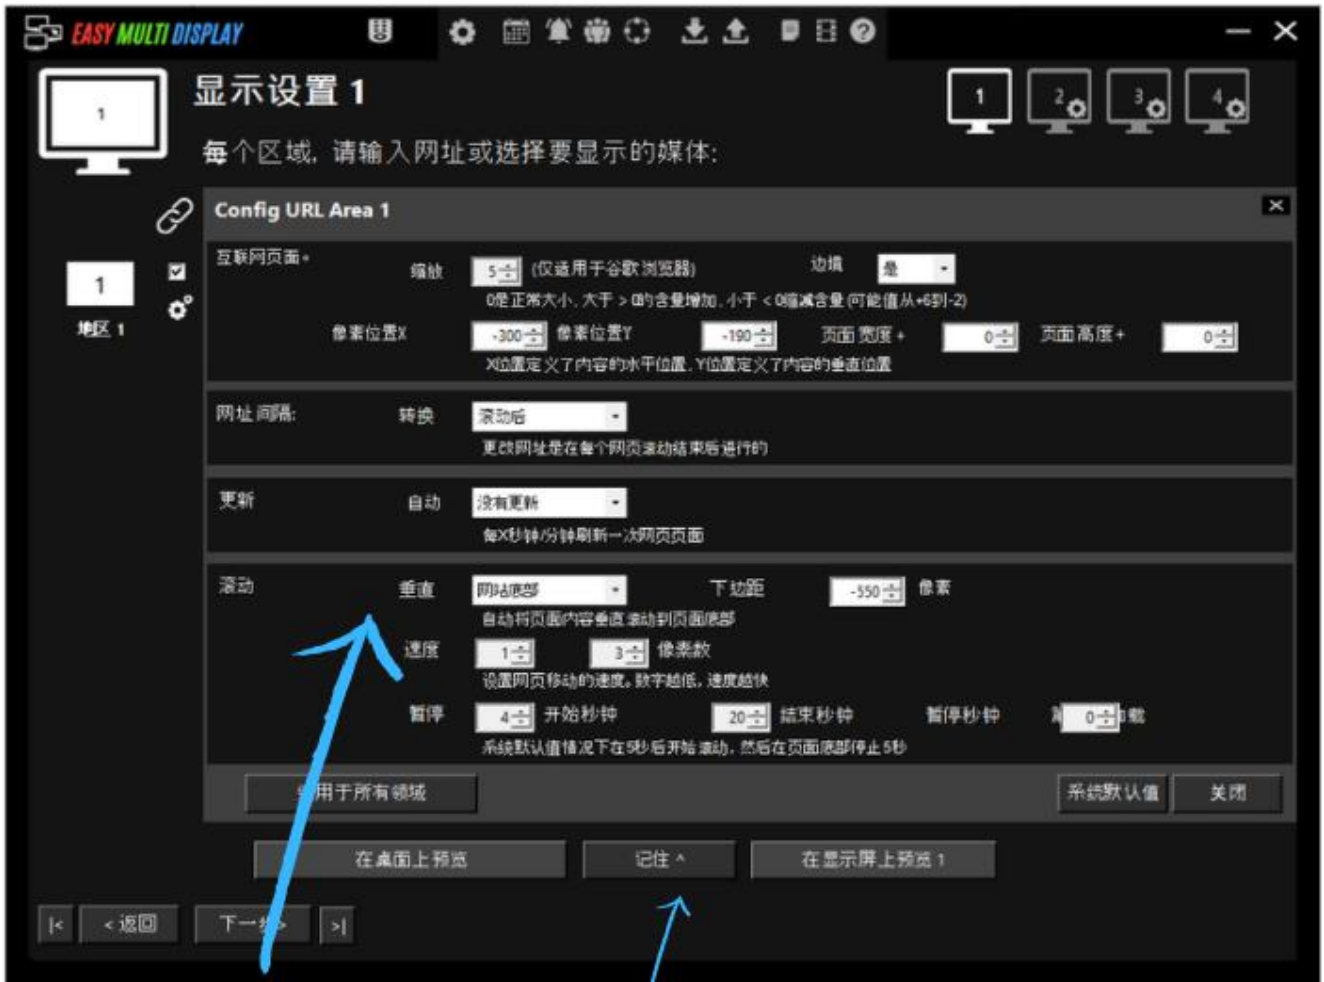 EASY MULTI DISPLAY
显示设置 1
1
1
2
3
4
每个区域, 请输入网址或选择要显示的媒体:
Config URL Area 1
互联网页面。
缩放 5 (仅适用于谷歌浏览器) 边境 是
0是正常大小, 大于 > 0的含量增加, 小于 < 0缩减含量 (可能值从+6到-2)
1
地区 1
像素位置X -300 像素位置Y -190 页面宽度+ 0 页面高度+ 0
X位置定义了内容的水平位置, Y位置定义了内容的垂直位置
网址间隔: 转换 滚动后
更改网址是在每个网页滚动结束后进行的
更新 自动 没有更新
每X秒钟/分钟刷新一次网页页面
滚动 垂直 网站底部 下边距 -550 像素
自动将页面内容垂直滚动到页面底部
速度 1 3 像素数
设置网页移动的速度。数字越低, 速度越快
暂停 4 开始秒钟 20 结束秒钟 暂停秒钟 0 载
系统默认值情况下在5秒后开始滚动, 然后在页面底部停止5秒
用于所有领域 系统默认值 关闭
在桌面上预览 记住 ^ 在显示屏上预览 1
|< < 返回 下一步> >|